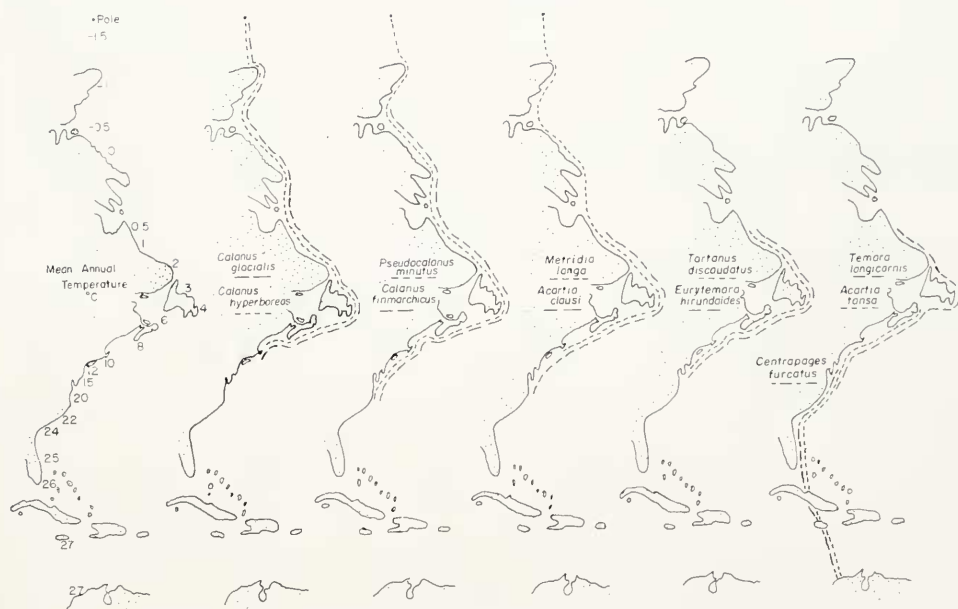 •Pole
-1.5
-0.5
0
0.5
1
2
3
4
Mean Annual
Temperature
°C
6
8
10
12
15
20
22
24
25
26
27
27
Calanus
glacialis
Calanus
hyperboreas
Pseudocalanus
minutus
Calanus
finmarchicus
Metridia
longa
Acartia
clausi
Tortanus
discaudatus
Eurytemora
hirundoides
Temora
longicornis
Acartia
tonsa
Centropages
furcatus